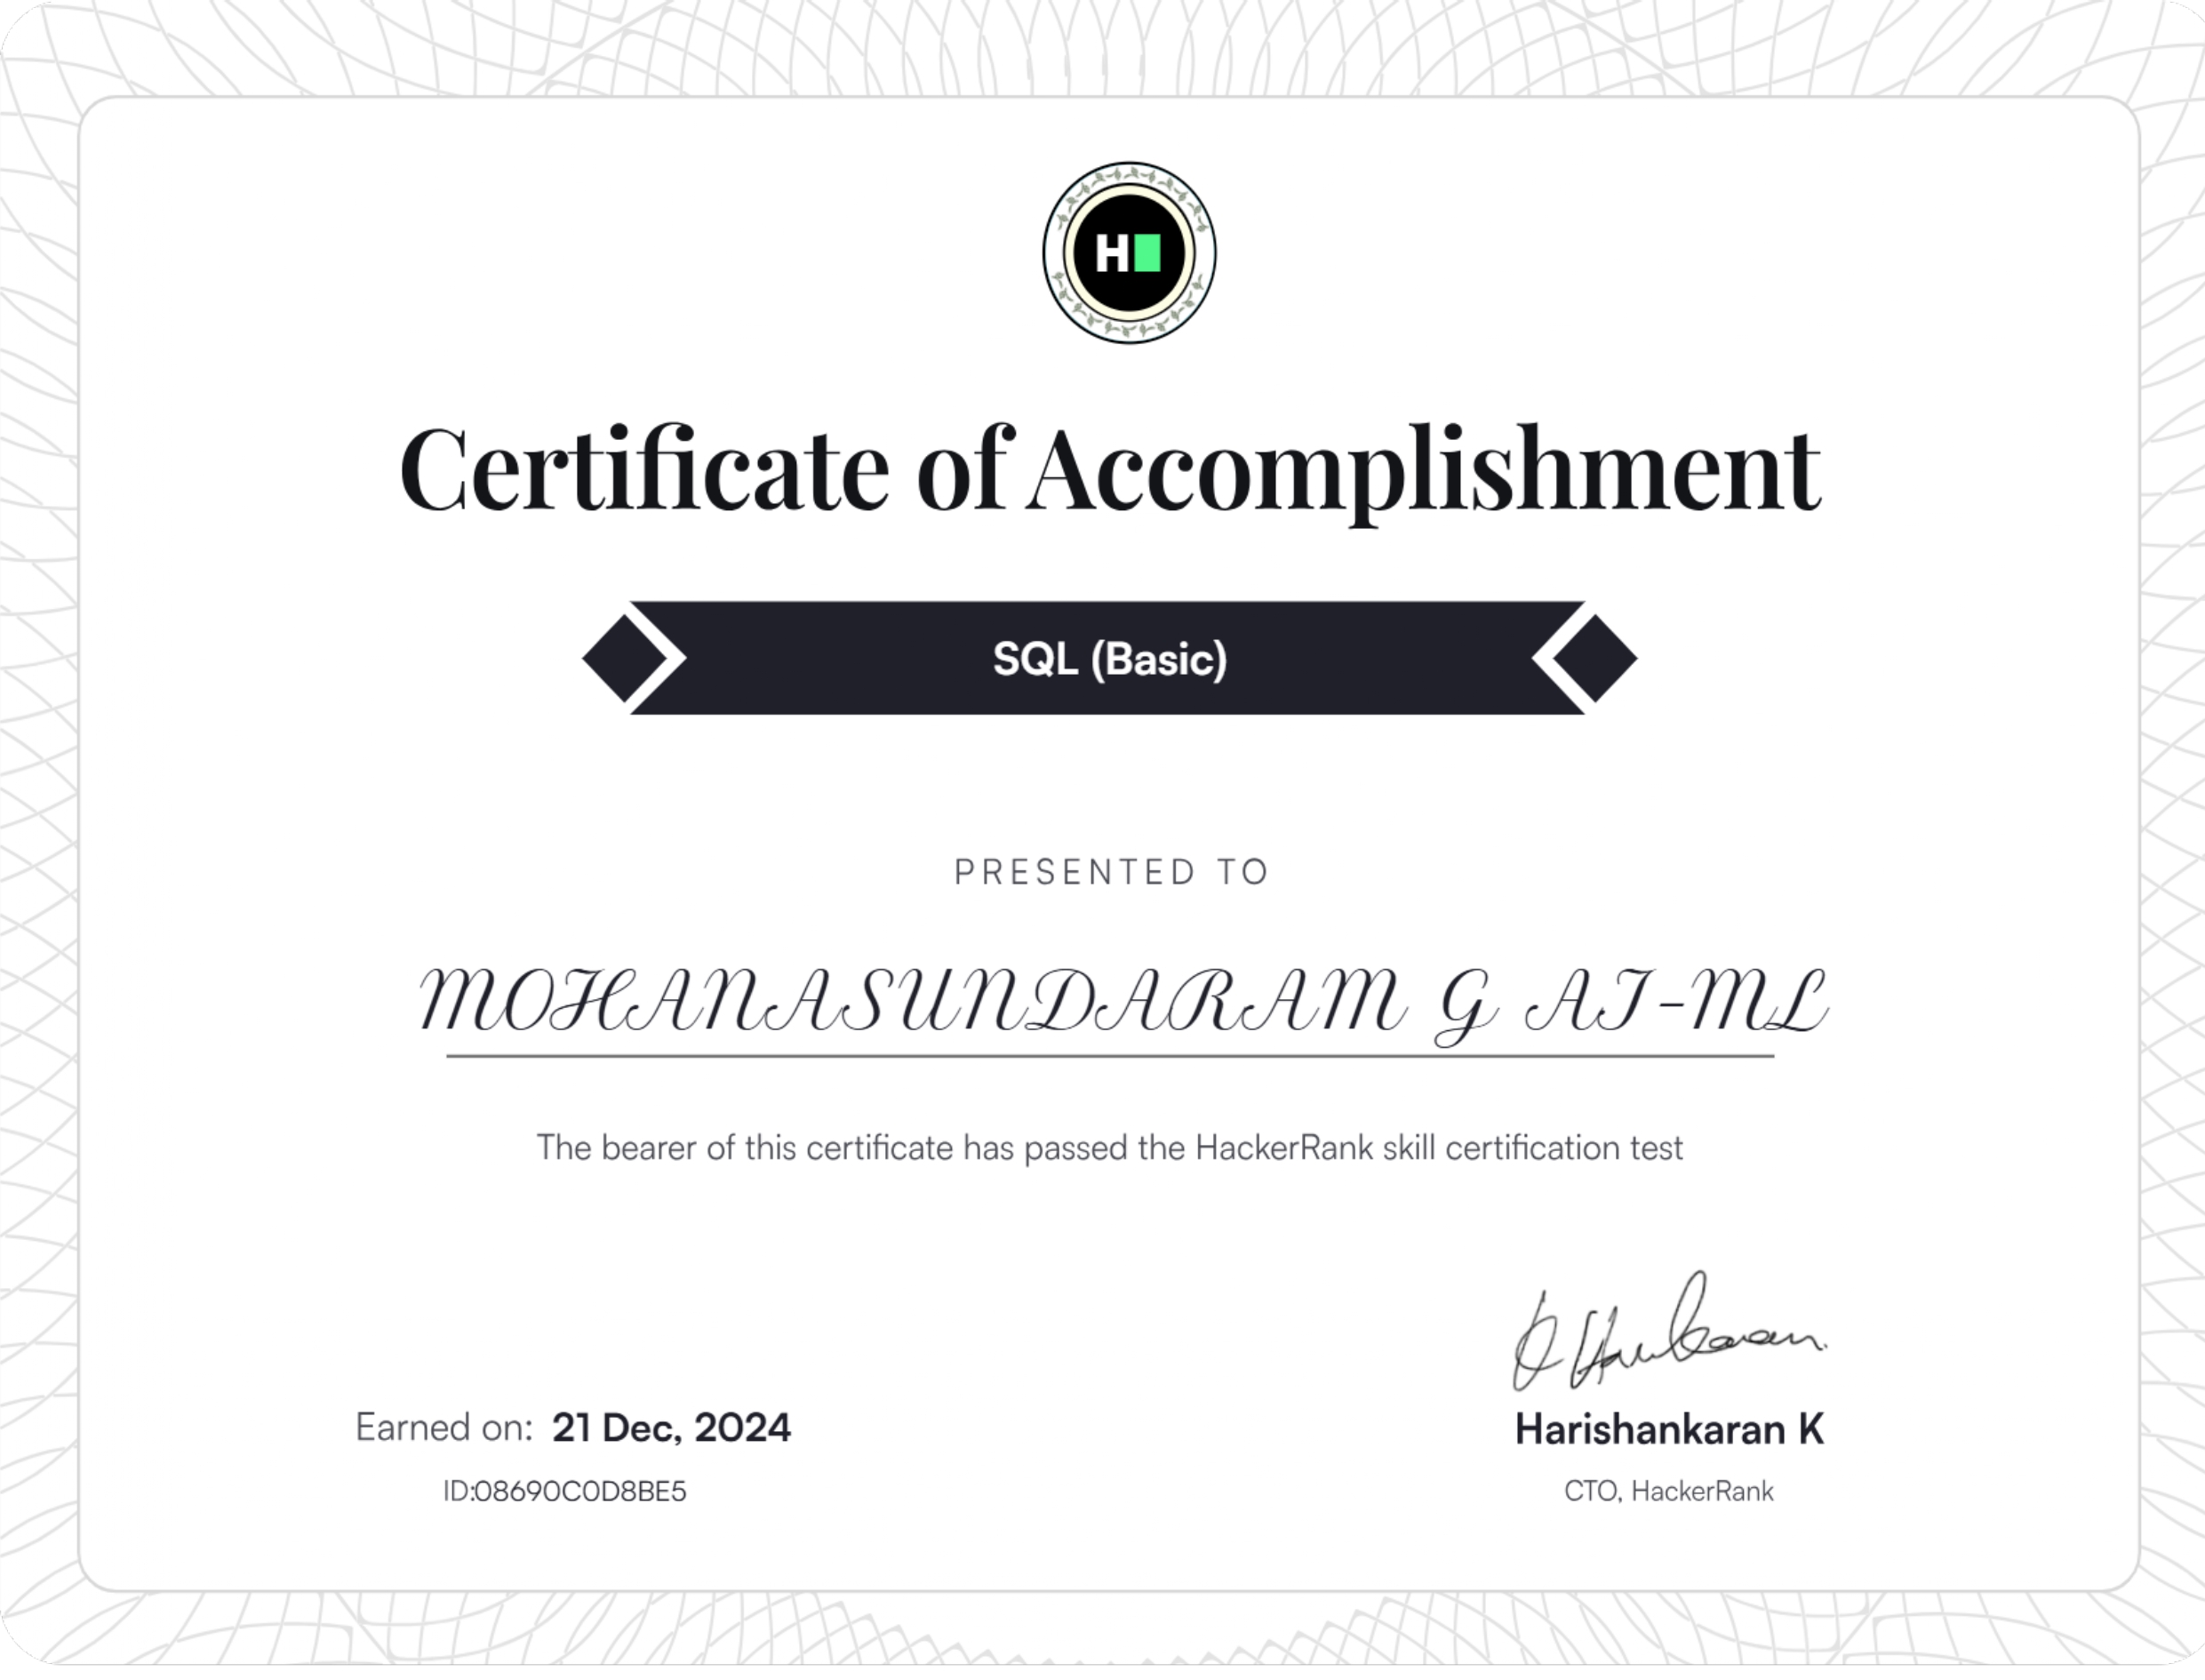 H
Certificate of Accomplishment
SQL (Basic)
PRESENTED TO
MOHANASUNDARAM G AI-ML
The bearer of this certificate has passed the HackerRank skill certification test
Earned on: 21 Dec, 2024
ID:08690C0D8BE5
Harishankaran K
CTO, HackerRank